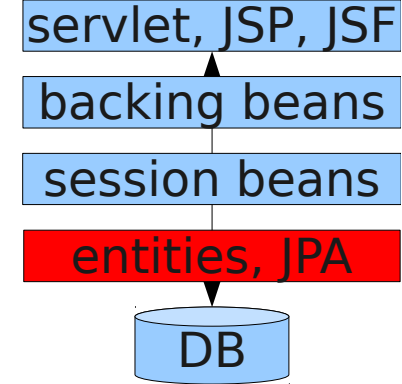 servlet, JSP, JSF
backing beans
session beans
entities, JPA
DB